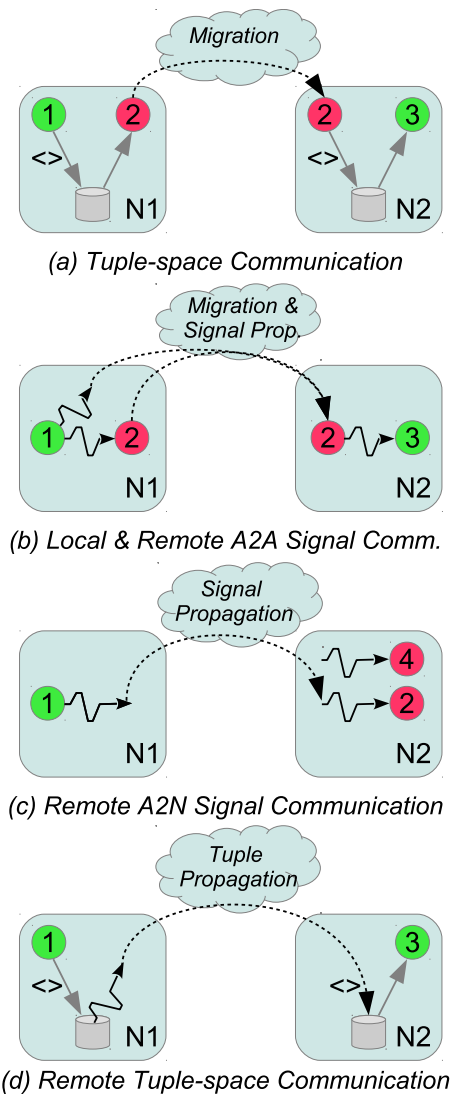 Migration
1 2 2 3
<> <>
N1 N2
(a) Tuple-space Communication
Migration &
Signal Prop.
1 2 2 3
N1 N2
(b) Local & Remote A2A Signal Comm.
Signal
Propagation
4
1 2
N1 N2
(c) Remote A2N Signal Communication
Tuple
Propagation
1 3
<> <>
N1 N2
(d) Remote Tuple-space Communication